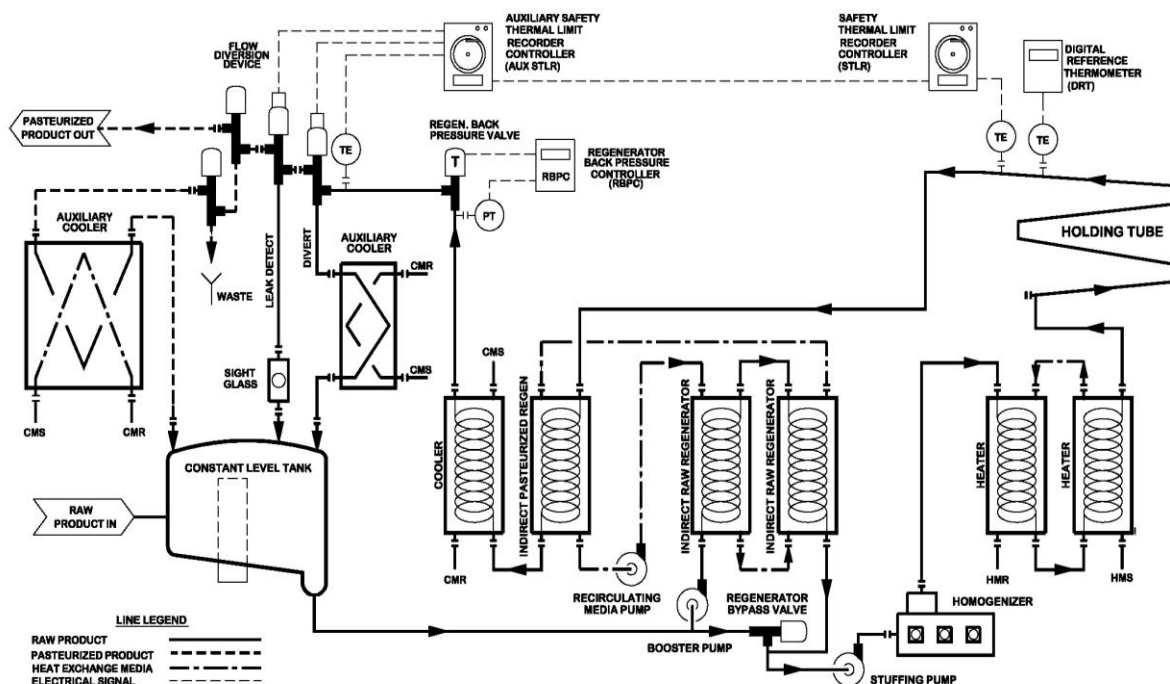 AUXILIARY SAFETY
THERMAL LIMIT
RECORDER
CONTROLLER
(AUX STLR)
SAFETY
THERMAL LIMIT
RECORDER
CONTROLLER
(STLR)
DIGITAL
REFERENCE
THERMOMETER
(DRT)
FLOW
DIVERSION
DEVICE
PASTEURIZED
PRODUCT OUT
REGEN. BACK
PRESSURE VALVE
TE
T
RBPC
REGENERATOR
BACK PRESSURE
CONTROLLER
(RBPC)
PT
TE
TE
HOLDING TUBE
AUXILIARY
COOLER
WASTE
LEAK DETECT
DIVERT
AUXILIARY
COOLER
CMR
CMS
SIGHT
GLASS
CMS
CMR
CMS
CONSTANT LEVEL TANK
RAW
PRODUCT IN
COOLER
INDIRECT PASTEURIZED REGEN
INDIRECT RAW REGENERATOR
INDIRECT RAW REGENERATOR
HEATER
HEATER
CMR
HMR
HMS
RECIRCULATING
MEDIA PUMP
REGENERATOR
BYPASS VALVE
HOMOGENIZER
BOOSTER PUMP
STUFFING PUMP
LINE LEGEND
RAW PRODUCT
PASTEURIZED PRODUCT
HEAT EXCHANGE MEDIA
ELECTRICAL SIGNAL